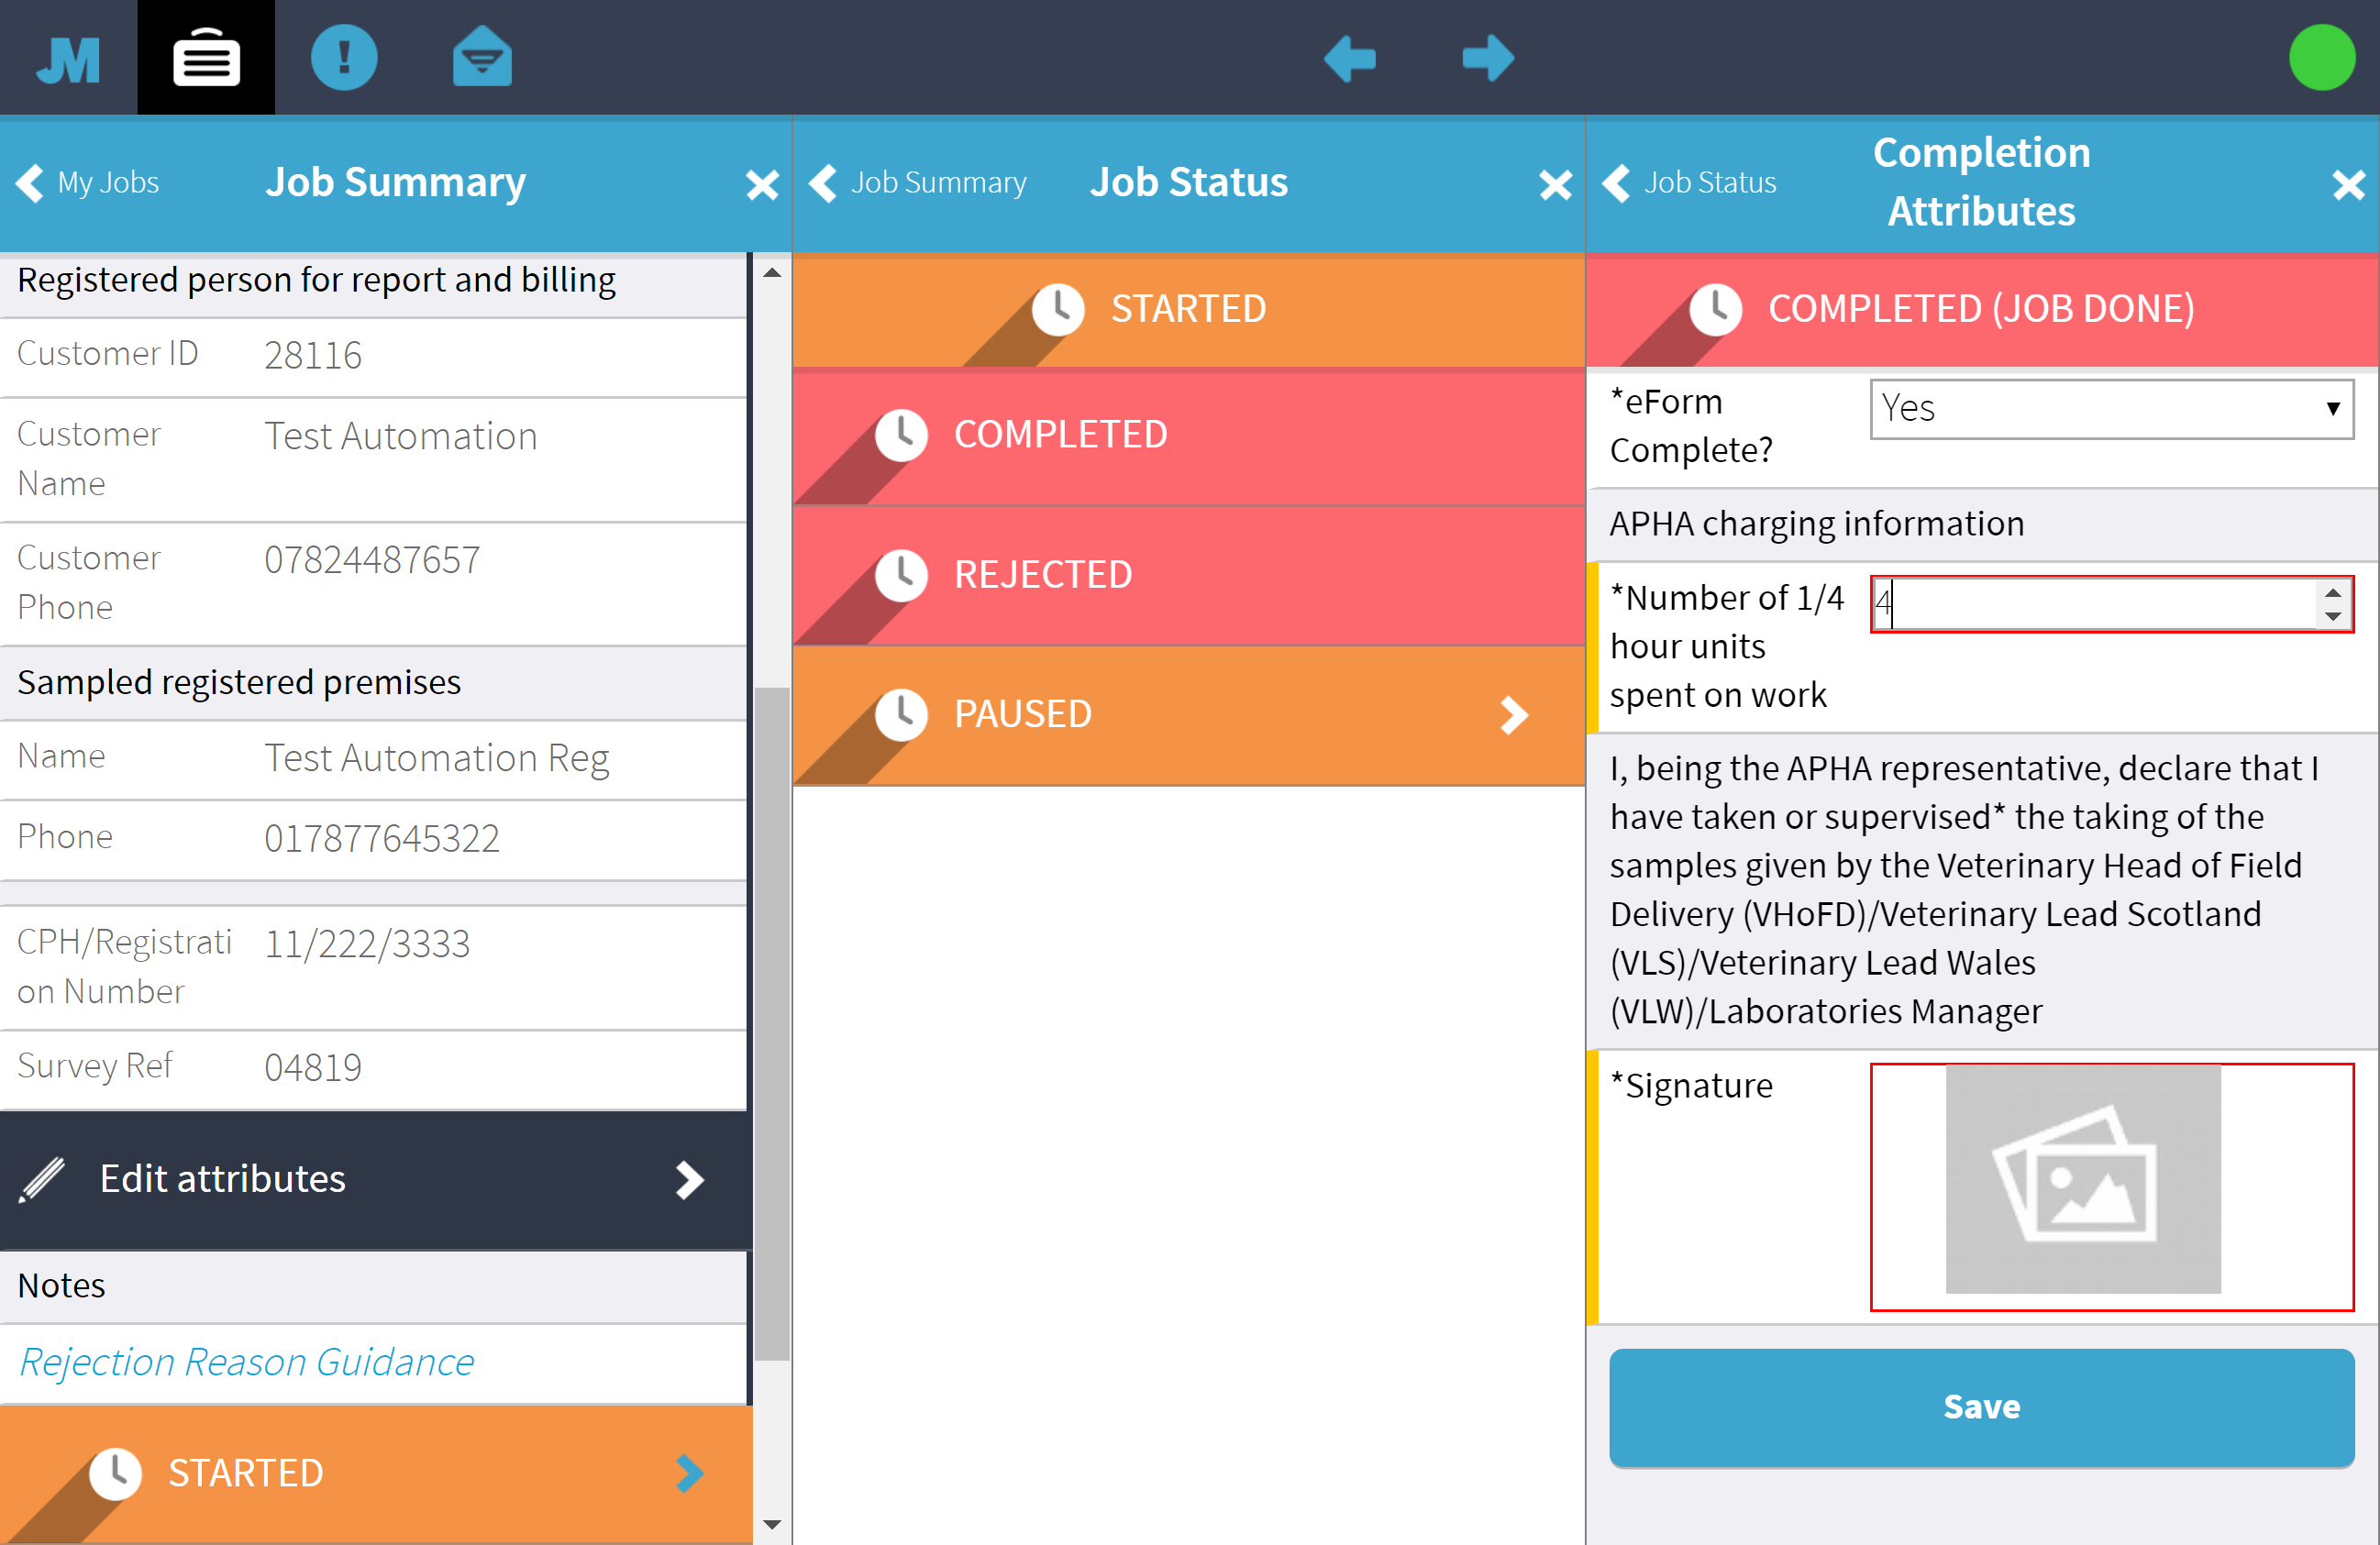 JM
My Jobs
Job Summary
Registered person for report and billing
Customer ID
28116
Customer
Name
Test Automation
Customer
Phone
07824487657
Sampled registered premises
Name
Test Automation Reg
Phone
017877645322
CPH/Registrati
on Number
11/222/3333
Survey Ref
04819
Edit attributes
Notes
Rejection Reason Guidance
STARTED
Job Summary
Job Status
STARTED
COMPLETED
REJECTED
PAUSED
Job Status
Completion
Attributes
COMPLETED (JOB DONE)
*eForm
Complete?
Yes
APHA charging information
*Number of 1/4
hour units
spent on work
4
I, being the APHA representative, declare that I
have taken or supervised* the taking of the
samples given by the Veterinary Head of Field
Delivery (VHoFD)/Veterinary Lead Scotland
(VLS)/Veterinary Lead Wales
(VLW)/Laboratories Manager
*Signature
Save